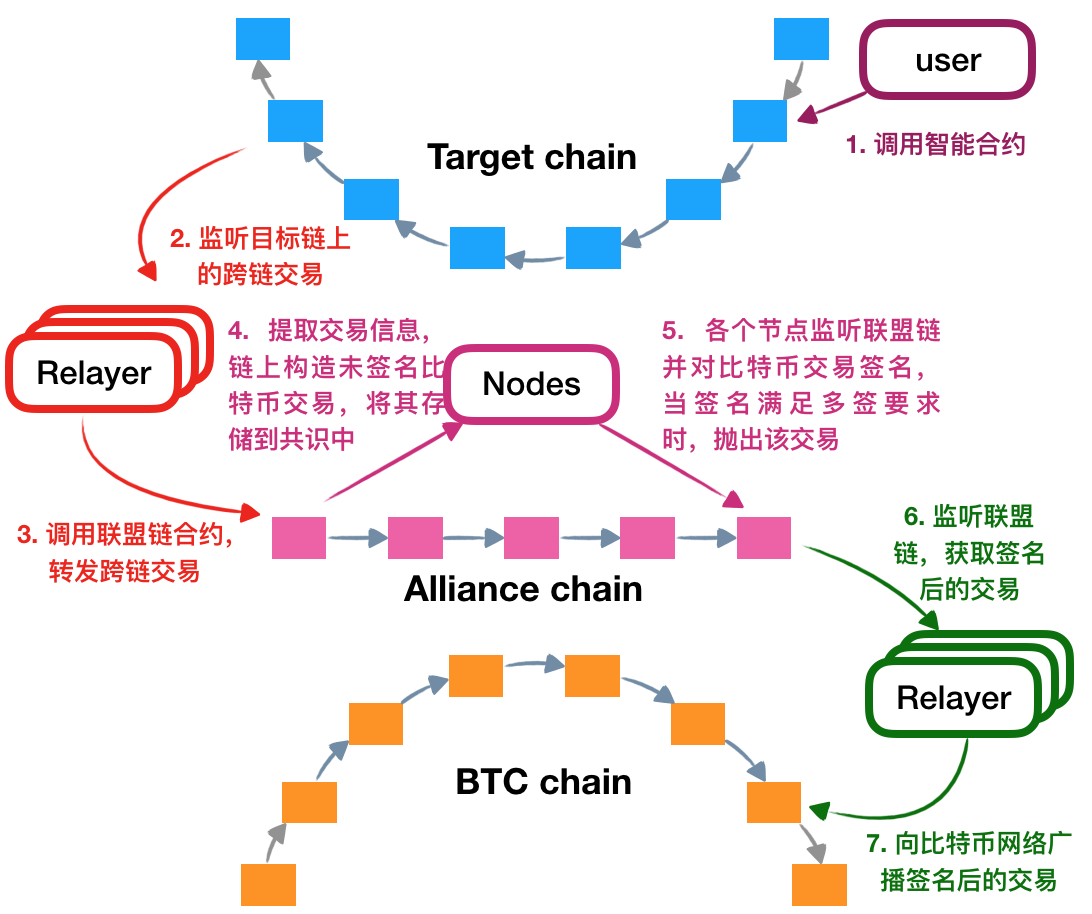 user
1. 调用智能合约
Target chain
2. 监听目标链上
的跨链交易
Relayer
4. 提取交易信息，
链上构造未签名比
特币交易，将其存
储到共识中
Nodes
5. 各个节点监听联盟链
并对比特币交易签名，
当签名满足多签要求
时，抛出该交易
3. 调用联盟链合约，
转发跨链交易
Alliance chain
6. 监听联盟
链，获取签名
后的交易
Relayer
BTC chain
7. 向比特币网络广
播签名后的交易